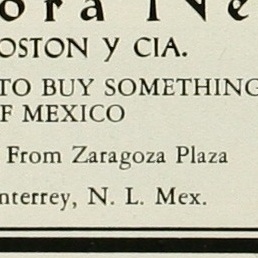 ora Ne
OSTON y CIA.
TO BUY SOMETHING
F MEXICO
From Zaragoza Plaza
nterrey, N. L. Mex.